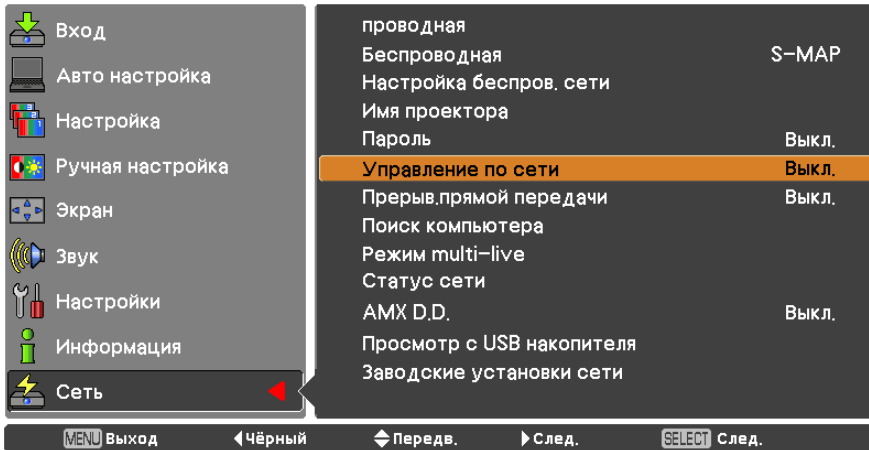 Вход
Авто настройка
Настройка
Ручная настройка
Экран
Звук
Настройки
Информация
Сеть
проводная
Беспроводная S-MAP
Настройка беспров. сети
Имя проектора
Пароль Выкл.
Управление по сети Выкл.
Прерыв.прямой передачи Выкл.
Поиск компьютера
Режим multi-live
Статус сети
AMX D.D. Выкл.
Просмотр с USB накопителя
Заводские установки сети
MENU Выход Чёрный Передв. След. SELECT След.